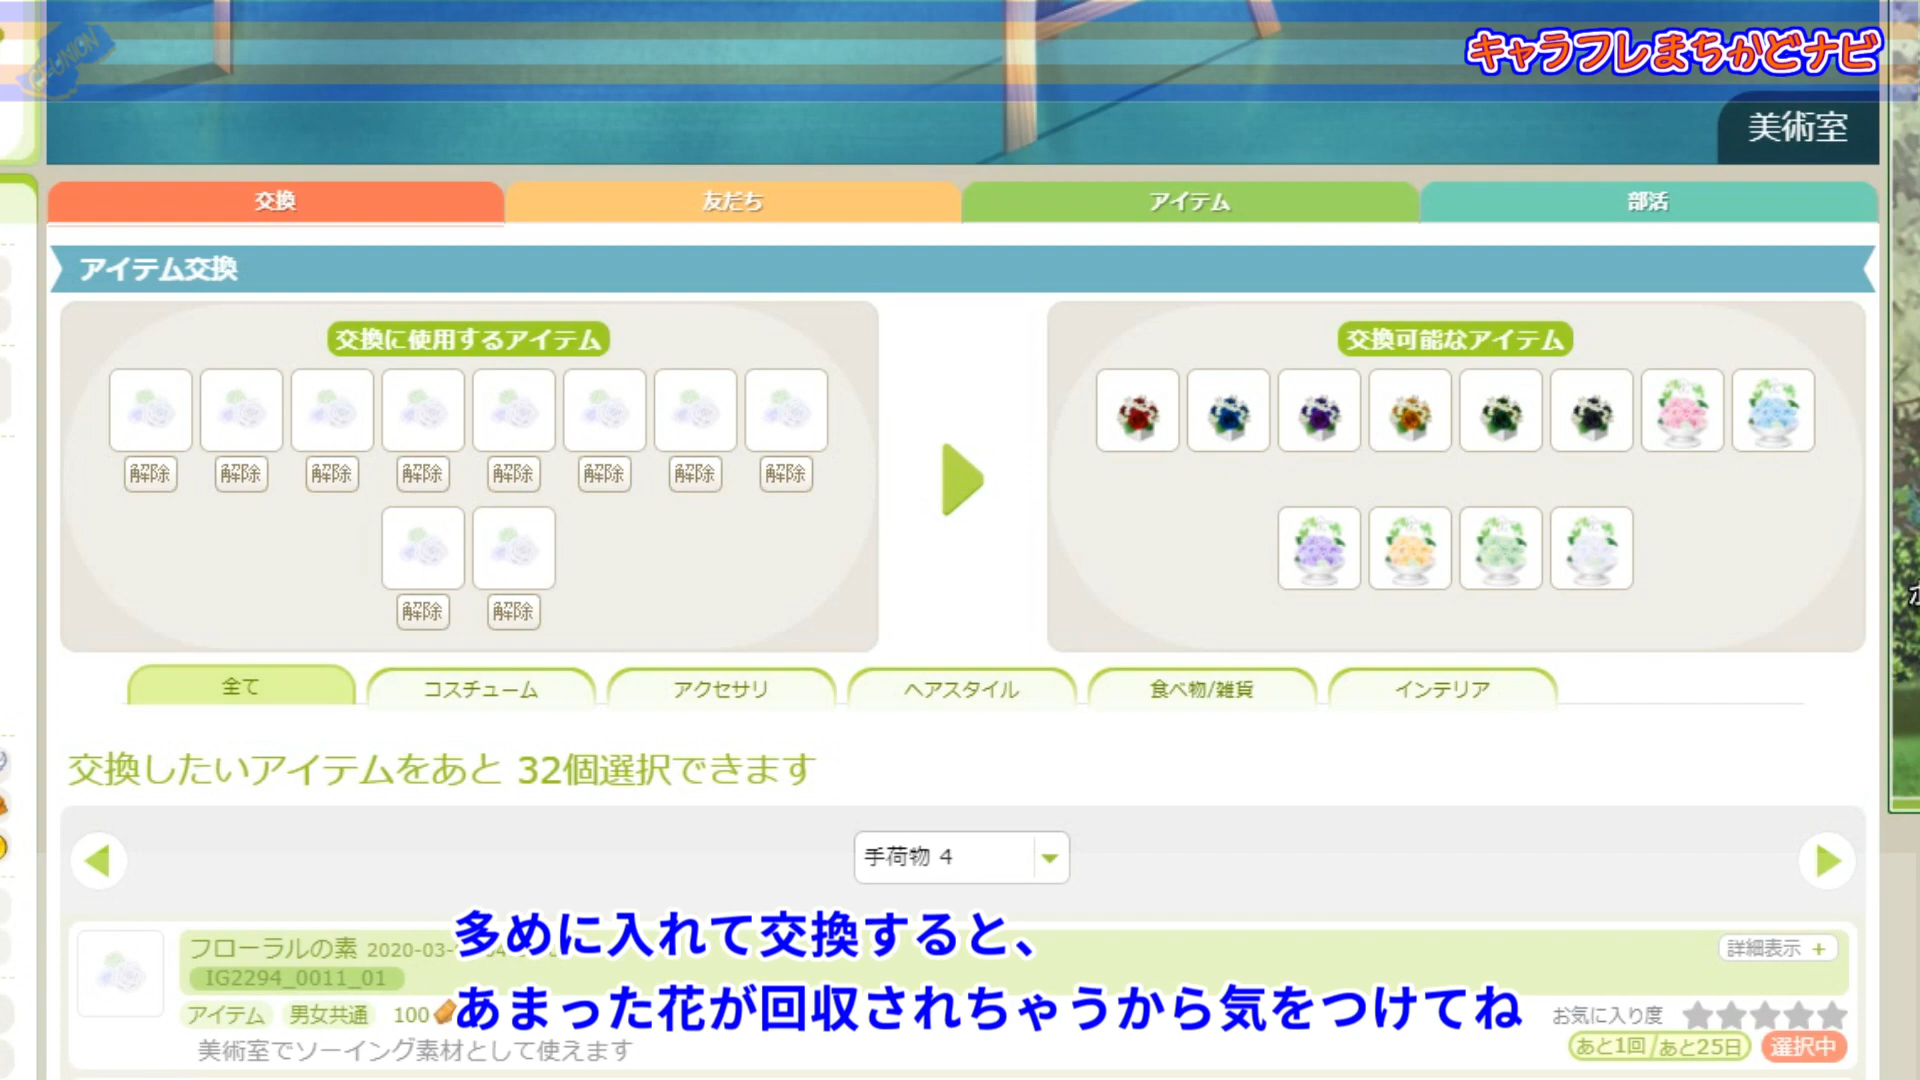 REUNION
キャラフレまちかどナビ
美術室
交換 友だち アイテム 部活
アイテム交換
交換に使用するアイテム
交換可能なアイテム
解除 解除 解除 解除 解除 解除 解除 解除
解除 解除
全て コスチューム アクセサリ ヘアスタイル 食べ物/雑貨 インテリア
交換したいアイテムをあと 32個選択できます
手荷物 4
多めに入れて交換すると、
フローラルの素 2020-03-
詳細表示 +
IG2294_0011_01
あまった花が回収されちゃうから気をつけてね
アイテム 男女共通 100
お気に入り度
美術室でソーイング素材として使えます
あと1回/あと25日 選択中